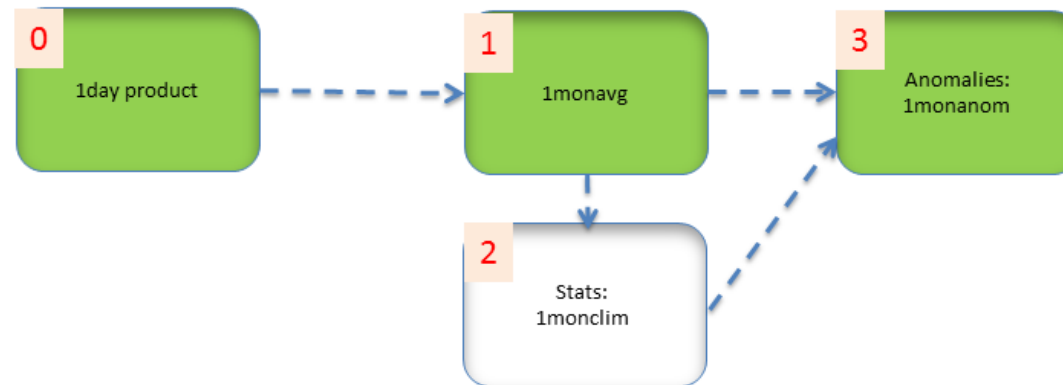 0
1day product
1
1monavg
3
Anomalies:
1monanom
2
Stats:
1monclim